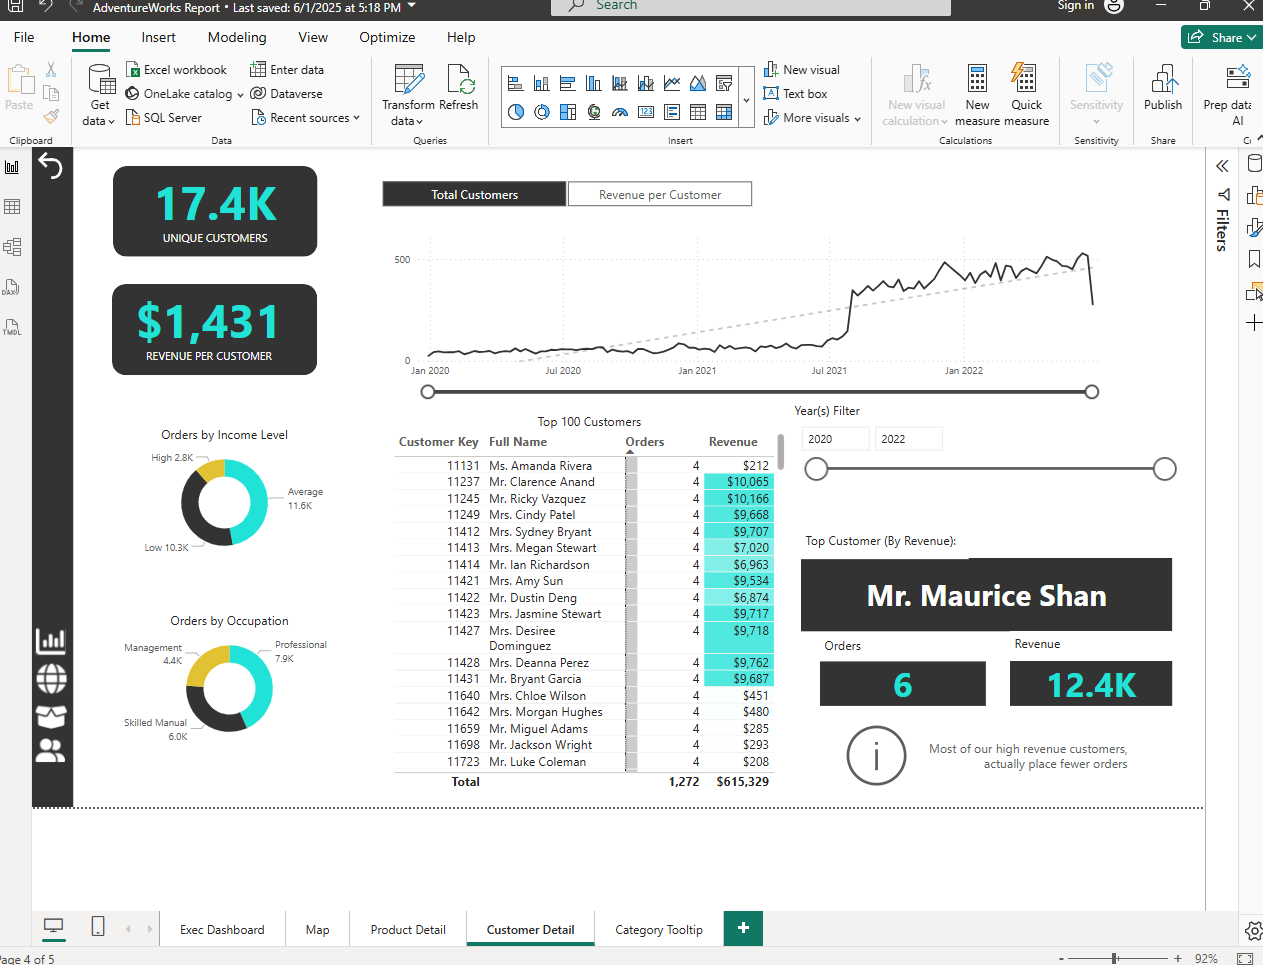 AdventureWorks Report • Last saved: 6/1/2025 at 5:18 PM
Search
Sign in
File
Home
Insert
Modeling
View
Optimize
Help
Share
Paste
Clipboard
Get data
Excel workbook
OneLake catalog
SQL Server
Enter data
Dataverse
Recent sources
Data
Transform data
Refresh
Queries
New visual
Text box
More visuals
Insert
New visual calculation
New measure
Quick measure
Calculations
Sensitivity
Sensitivity
Publish
Share
Prep data
AI
DAX
TMDL
17.4K
UNIQUE CUSTOMERS
$1,431
REVENUE PER CUSTOMER
Total Customers
Revenue per Customer
500
0
Jan 2020
Jul 2020
Jan 2021
Jul 2021
Jan 2022
Filters
Orders by Income Level
High 2.8K
Average
11.6K
Low 10.3K
Orders by Occupation
Management
4.4K
Professional
7.9K
Skilled Manual
6.0K
Top 100 Customers
Customer Key Full Name Orders Revenue
11131 Ms. Amanda Rivera 4 $212
11237 Mr. Clarence Anand 4 $10,065
11245 Mr. Ricky Vazquez 4 $10,166
11249 Mrs. Cindy Patel 4 $9,668
11412 Mrs. Sydney Bryant 4 $9,707
11413 Mrs. Megan Stewart 4 $7,020
11414 Mr. Ian Richardson 4 $6,963
11421 Mrs. Amy Sun 4 $9,534
11422 Mr. Dustin Deng 4 $6,874
11423 Mrs. Jasmine Stewart 4 $9,717
11427 Mrs. Desiree 4 $9,718
Dominguez
11428 Mrs. Deanna Perez 4 $9,762
11431 Mr. Bryant Garcia 4 $9,687
11640 Mrs. Chloe Wilson 4 $451
11642 Mrs. Morgan Hughes 4 $480
11659 Mr. Miguel Adams 4 $285
11698 Mr. Jackson Wright 4 $293
11723 Mr. Luke Coleman 4 $208
Total 1,272 $615,329
Year(s) Filter
2020
2022
Top Customer (By Revenue):
Mr. Maurice Shan
Orders
Revenue
6
12.4K
Most of our high revenue customers,
actually place fewer orders
Exec Dashboard
Map
Product Detail
Customer Detail
Category Tooltip
Page 4 of 5
92%